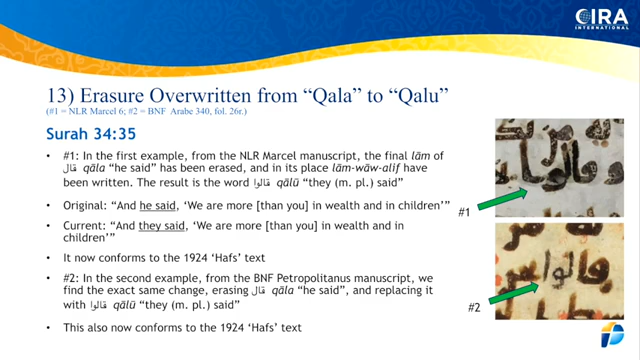 CIRA
INTERNATIONAL
13) Erasure Overwritten from “Qala” to “Qalu”
(#1 = NLR Marcel 6; #2 = BNF Arabe 340, fol. 26r.)
Surah 34:35
• #1: In the first example, from the NLR Marcel manuscript, the final lām of
قال qāla “he said” has been erased, and in its place lām-wāw-alif have
been written. The result is the word قالوا qālū “they (m. pl.) said”
• Original: “And he said, ‘We are more [than you] in wealth and in children’”
• Current: “And they said, ‘We are more [than you] in wealth and in
children’”
• It now conforms to the 1924 ‘Hafs’ text
• #2: In the second example, from the BNF Petropolitanus manuscript, we
find the exact same change, erasing قال qāla “he said”, and replacing it
with قالوا qālū “they (m. pl.) said”
• This also now conforms to the 1924 ‘Hafs’ text
#1
وقالوا
#2
قالوا